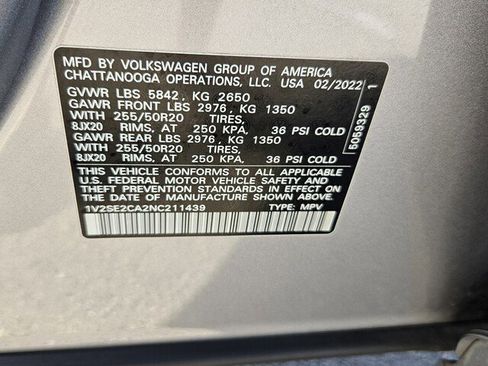 MFD BY VOLKSWAGEN GROUP OF AMERICA
CHATTANOOGA OPERATIONS, LLC. USA 02/2022
GVWR LBS 5842, KG 2650
GAWR FRONT LBS 2976, KG 1350
WITH 255/50R20 TIRES,
8JX20 RIMS, AT 250 KPA, 36 PSI COLD
GAWR REAR LBS 2976, KG 1350
WITH 255/50R20 TIRES,
8JX20 RIMS, AT 250 KPA, 36 PSI COLD
THIS VEHICLE CONFORMS TO ALL APPLICABLE
U.S. FEDERAL MOTOR VEHICLE SAFETY AND
THEFT PREVENTION STANDARDS IN EFFECT ON
THE DATE OF MANUFACTURE SHOWN ABOVE.
1V2SE2CA2NC211439 TYPE: MPV
5059329 1